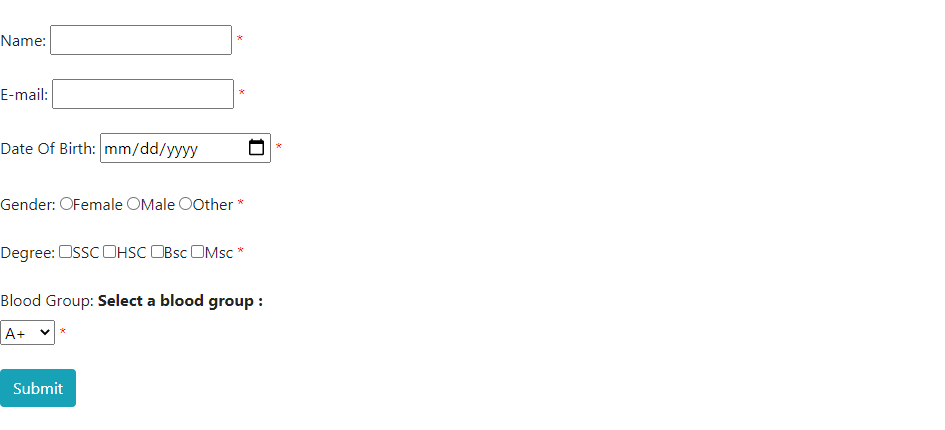 Name: *
E-mail: *
Date Of Birth: mm/dd/yyyy *
Gender: Female Male Other *
Degree: SSC HSC Bsc Msc *
Blood Group: Select a blood group :
A+ *
Submit